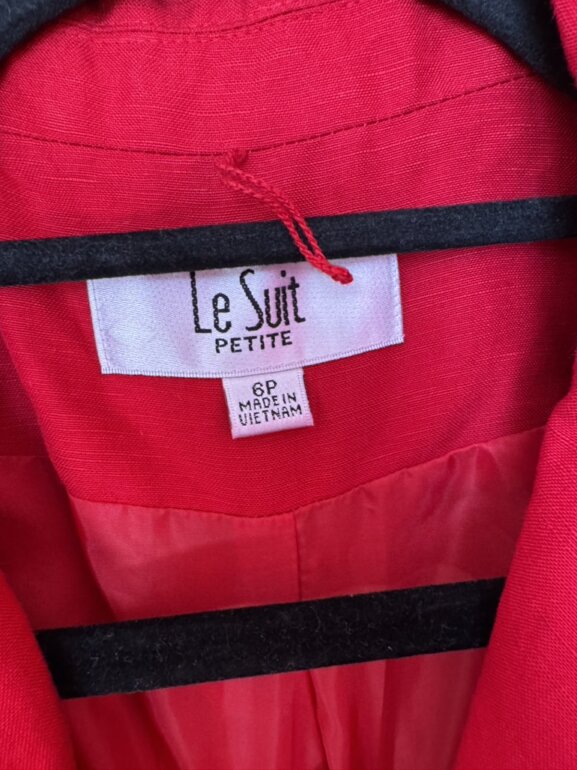 Le Suit
PETITE
6P
MADE IN
VIETNAM